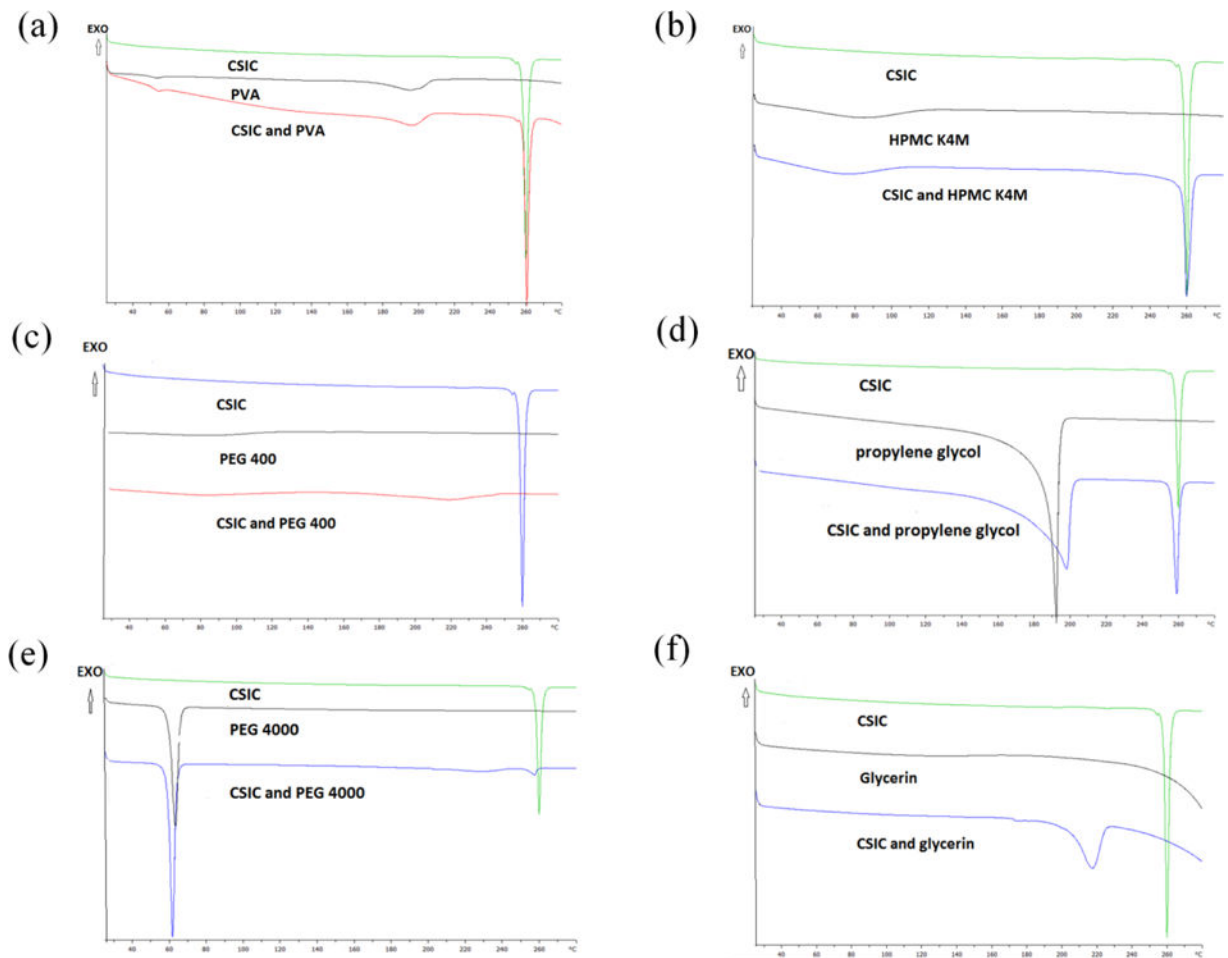 (a)
EXO
CSIC
PVA
CSIC and PVA
40 60 80 100 120 140 160 180 200 220 240 260 °C
(b)
EXO
CSIC
HPMC K4M
CSIC and HPMC K4M
40 60 80 100 120 140 160 180 200 220 240 260 °C
(c)
EXO
CSIC
PEG 400
CSIC and PEG 400
40 60 80 100 120 140 160 180 200 220 240 260 °C
(d)
EXO
CSIC
propylene glycol
CSIC and propylene glycol
40 60 80 100 120 140 160 180 200 220 240 260 °C
(e)
EXO
CSIC
PEG 4000
CSIC and PEG 4000
40 60 80 100 120 140 160 180 200 220 240 260 °C
(f)
EXO
CSIC
Glycerin
CSIC and glycerin
40 60 80 100 120 140 160 180 200 220 240 260 °C